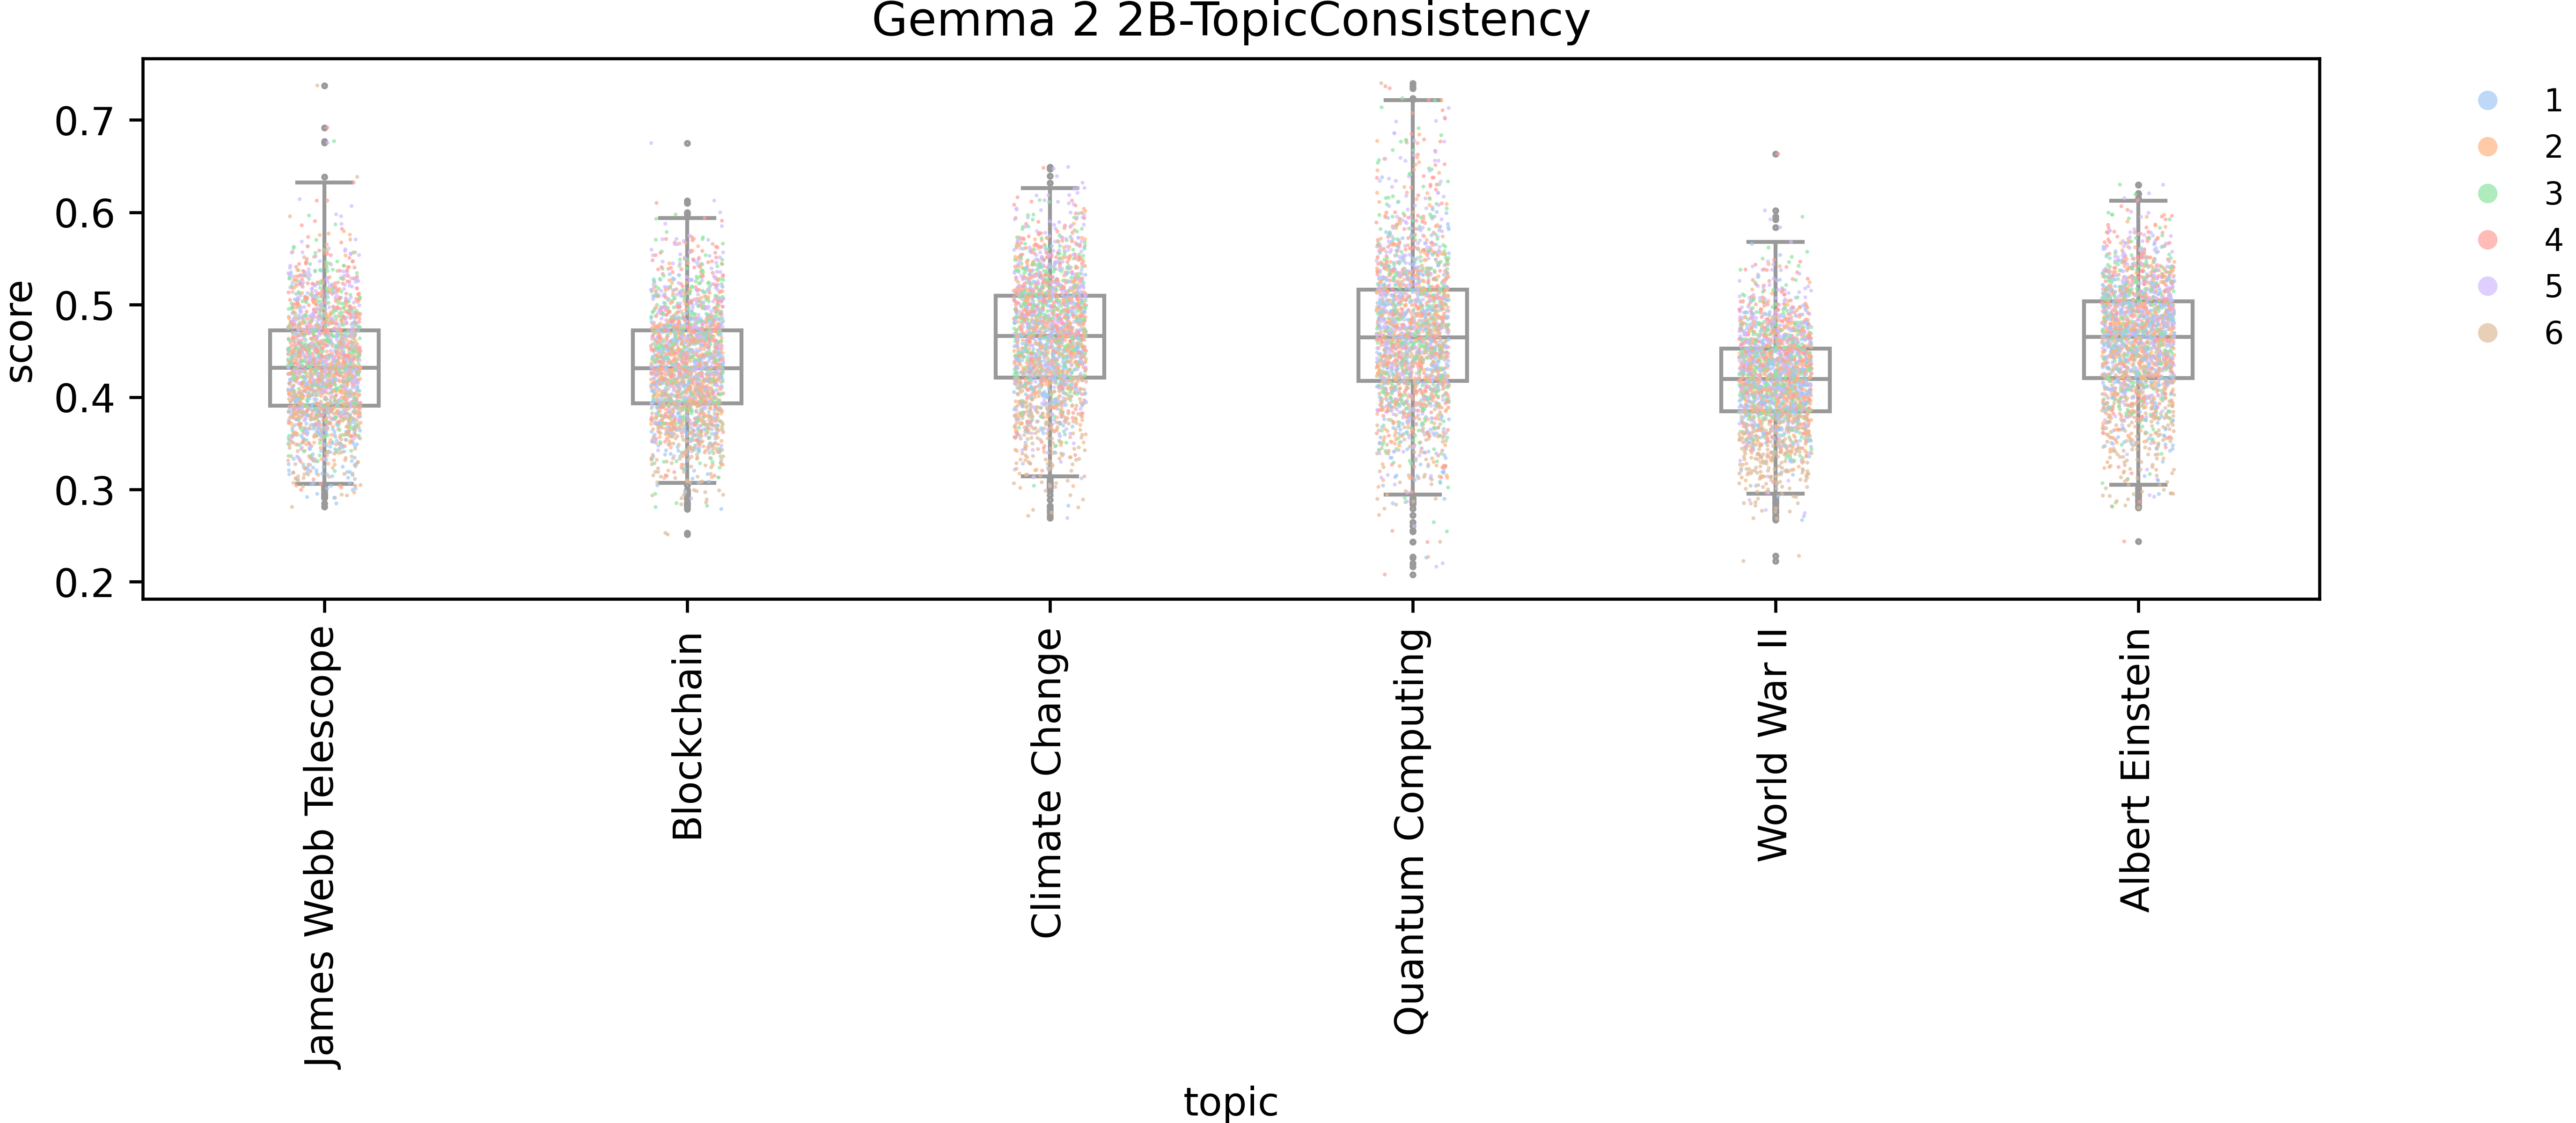 Gemma 2 2B-TopicConsistency
score
0.7
0.6
0.5
0.4
0.3
0.2
1
2
3
4
5
6
James Webb Telescope
Blockchain
Climate Change
Quantum Computing
World War II
Albert Einstein
topic